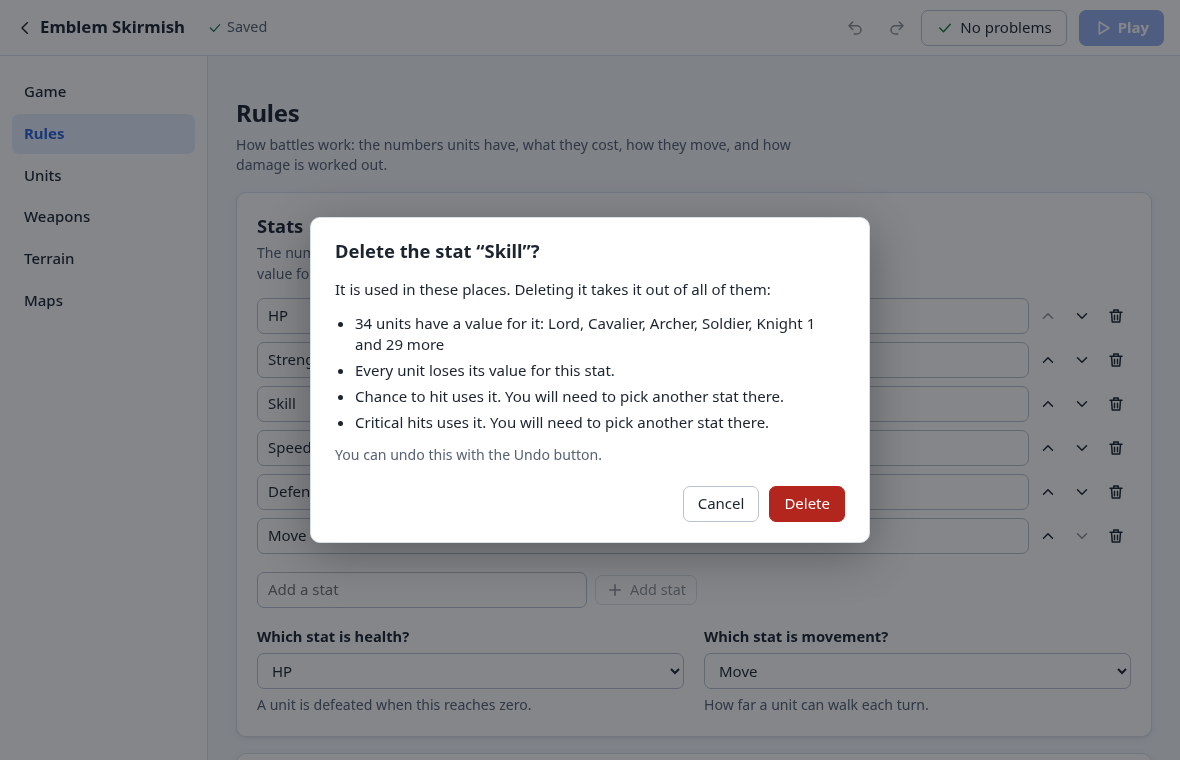 Emblem Skirmish
Saved
No problems
Play
Game
Rules
Units
Weapons
Terrain
Maps
Rules
How battles work: the numbers units have, what they cost, how they move, and how
damage is worked out.
Stats
Delete the stat “Skill”?
It is used in these places. Deleting it takes it out of all of them:
• 34 units have a value for it: Lord, Cavalier, Archer, Soldier, Knight 1
and 29 more
• Every unit loses its value for this stat.
• Chance to hit uses it. You will need to pick another stat there.
• Critical hits uses it. You will need to pick another stat there.
You can undo this with the Undo button.
Cancel
Delete
The
value
HP
Skill
Speed
Move
Add a stat
Add stat
Which stat is health?
Which stat is movement?
HP
Move
A unit is defeated when this reaches zero.
How far a unit can walk each turn.